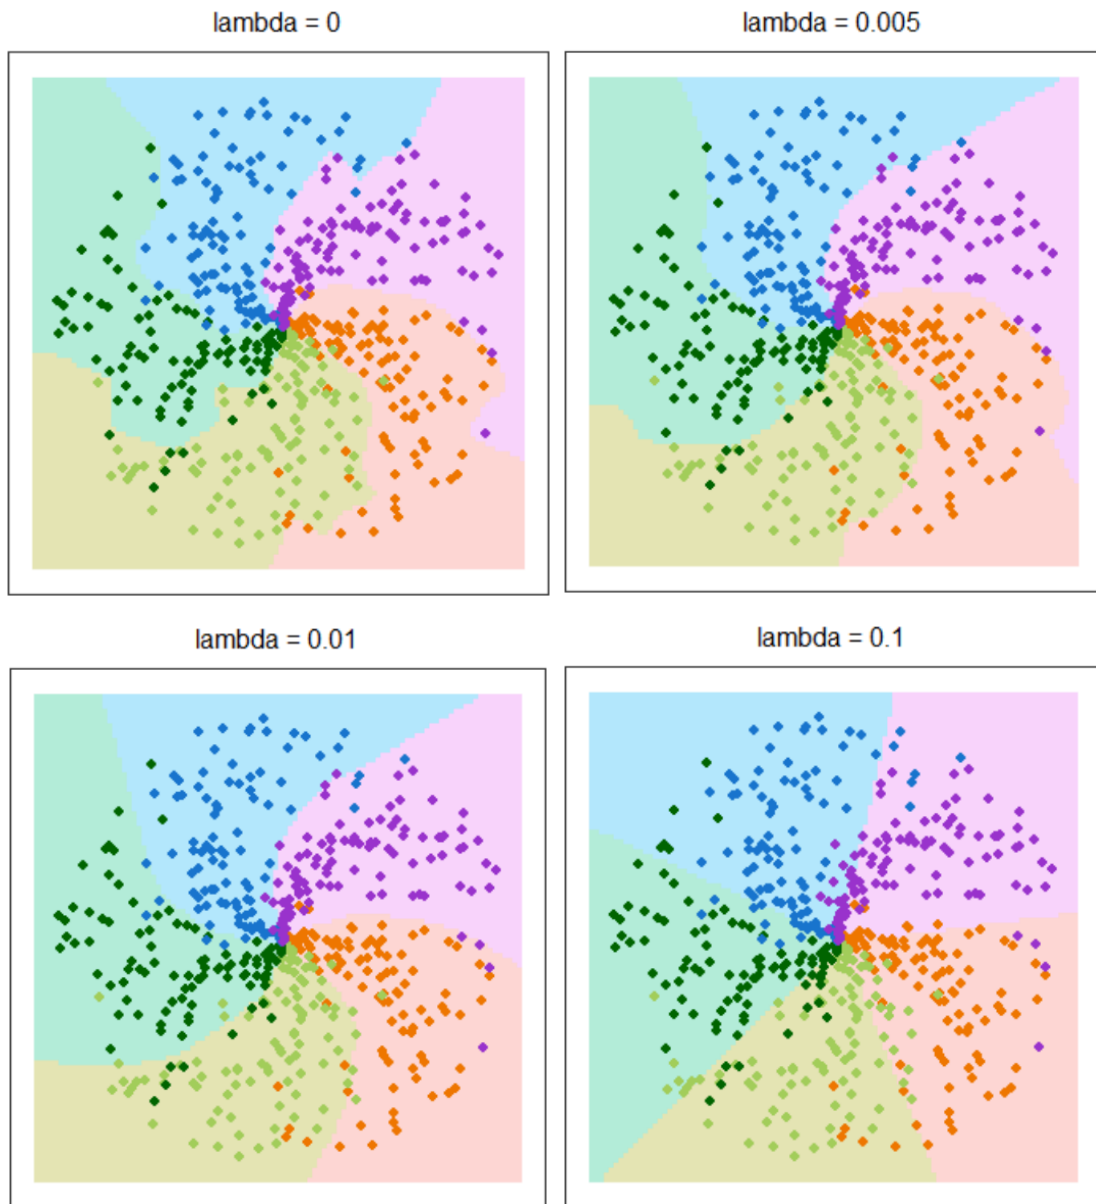 lambda = 0
lambda = 0.005
lambda = 0.01
lambda = 0.1